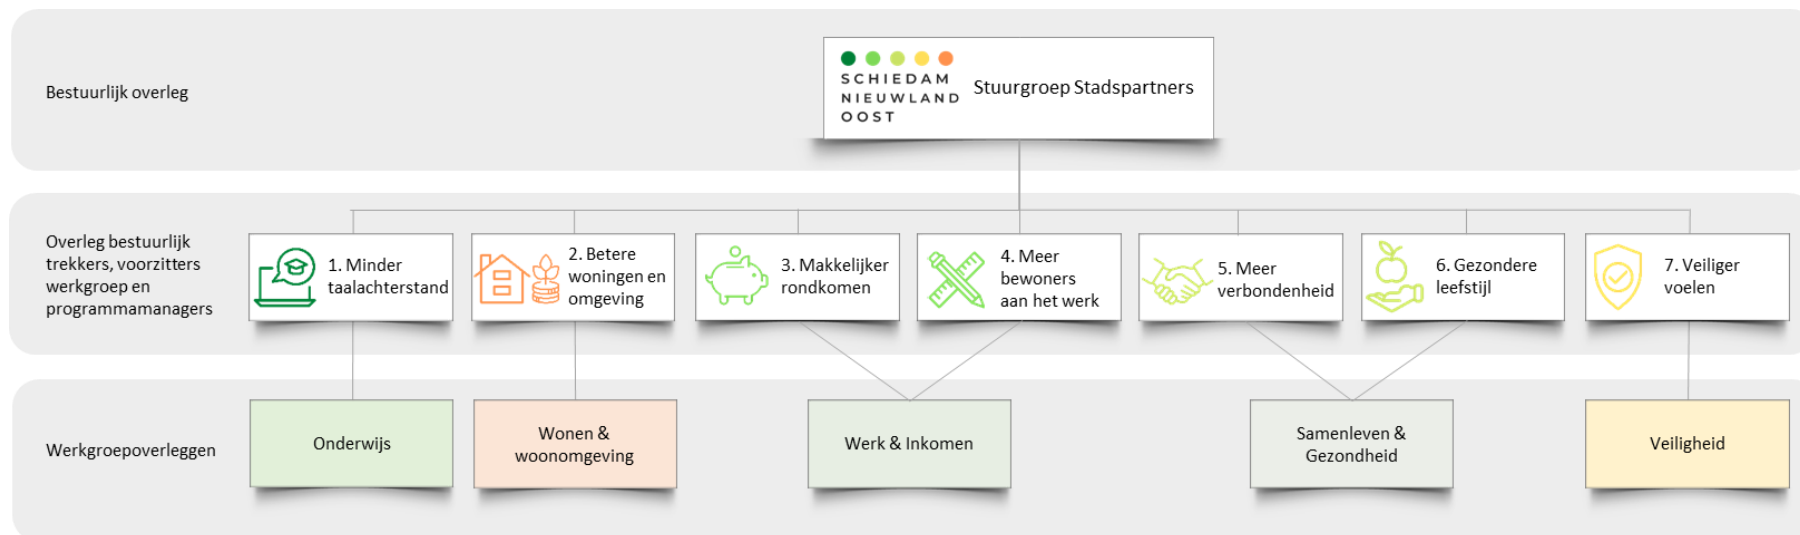 Bestuurlijk overleg
SCHIEDAM
NIEUWLAND
OOST
Stuurgroep Stadspartners
Overleg bestuurlijk
trekkers, voorzitters
werkgroep en
programmamanagers
1. Minder
taalachterstand
2. Betere
woningen en
omgeving
3. Makkelijker
rondkomen
4. Meer
bewoners
aan het werk
5. Meer
verbondenheid
6. Gezondere
leefstijl
7. Veiliger
voelen
Werkgroepoverleggen
Onderwijs
Wonen &
woonomgeving
Werk & Inkomen
Samenleven &
Gezondheid
Veiligheid